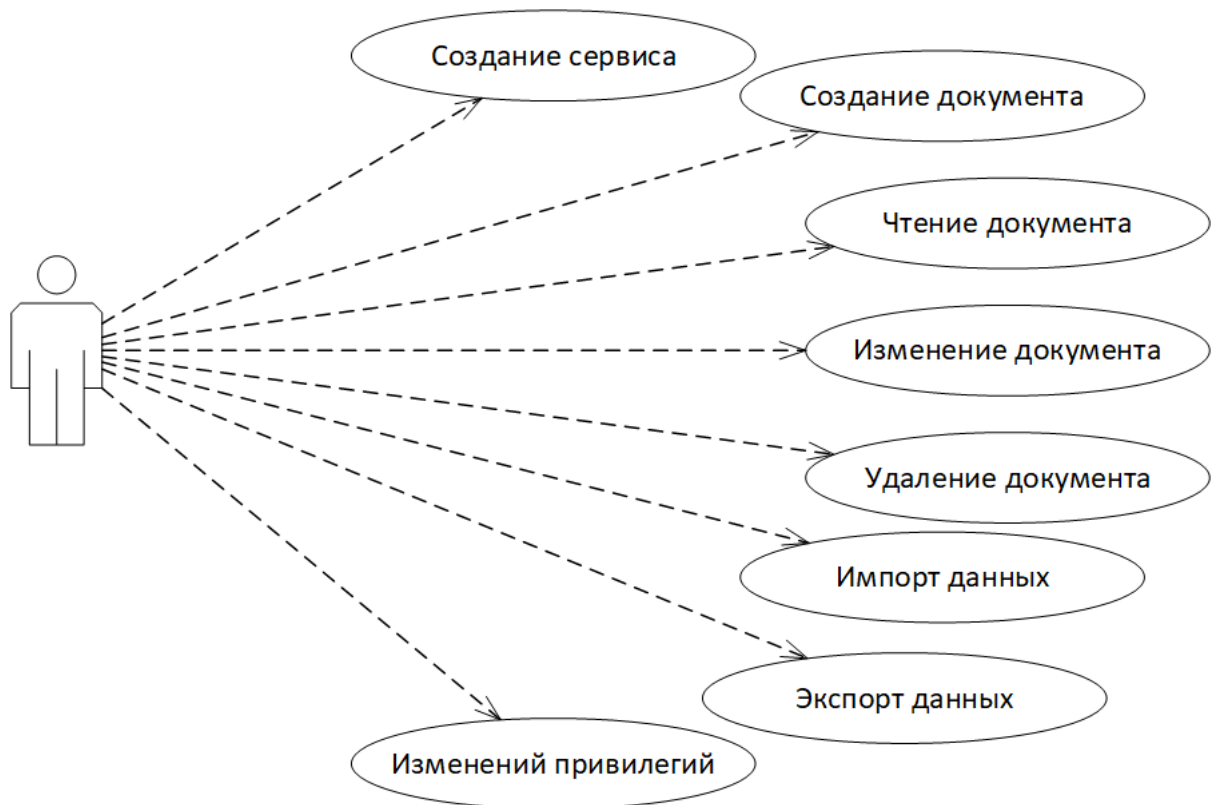 Создание сервиса
Создание документа
Чтение документа
Изменение документа
Удаление документа
Импорт данных
Экспорт данных
Изменений привилегий